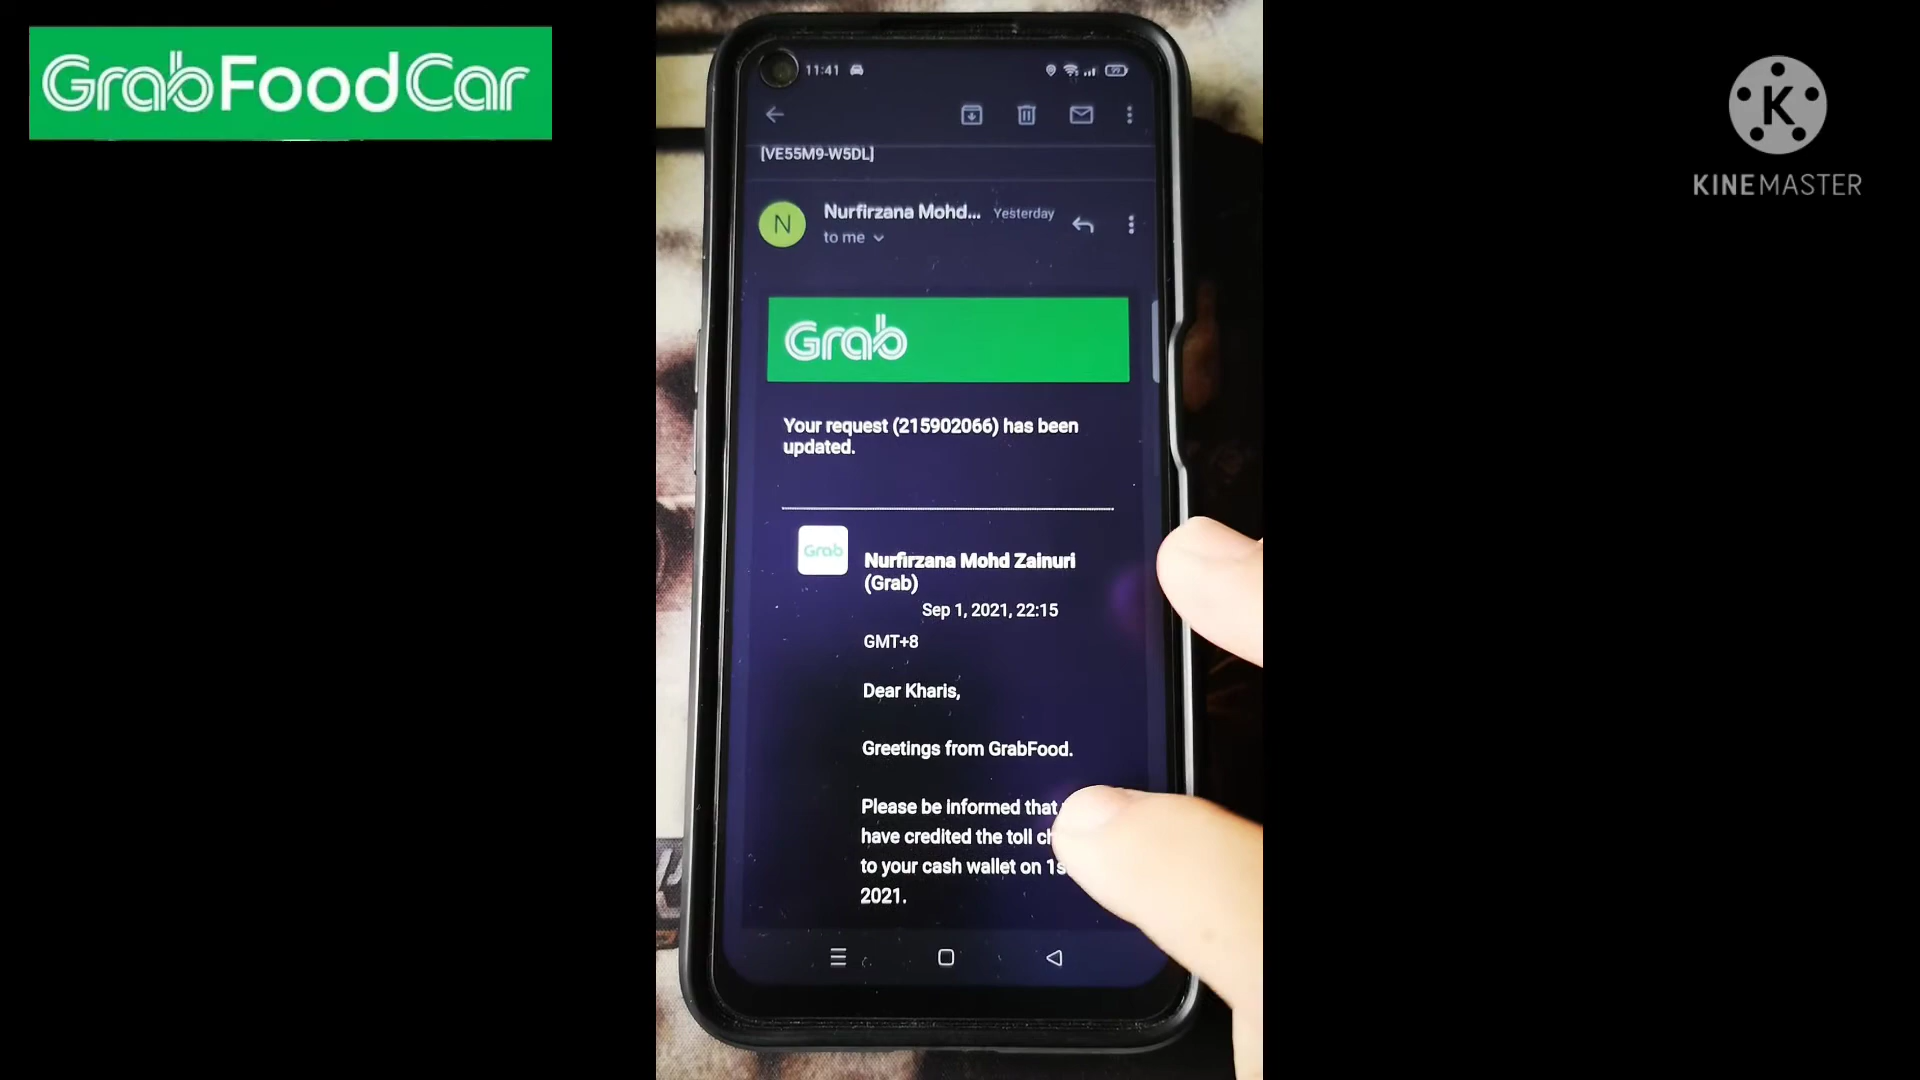 GrabFoodCar
K
KINEMASTER
11:41
[VE55M9-W5DL]
N
Nurfirzana Mohd... Yesterday
to me
Grab
Your request (215902066) has been
updated.
Grab
Nurfirzana Mohd Zainuri
(Grab)
Sep 1, 2021, 22:15
GMT+8
Dear Kharis,
Greetings from GrabFood.
Please be informed that
have credited the toll
to your cash wallet on
2021.